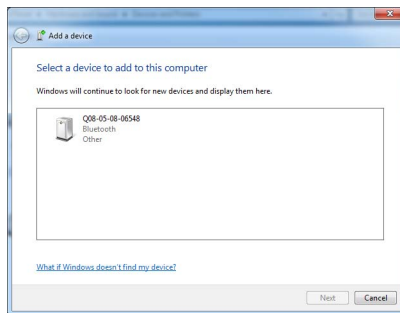 Add a device
Select a device to add to this computer
Windows will continue to look for new devices and display them here.
Q08-05-08-06548
Bluetooth
Other
What if Windows doesn't find my device?
Next
Cancel